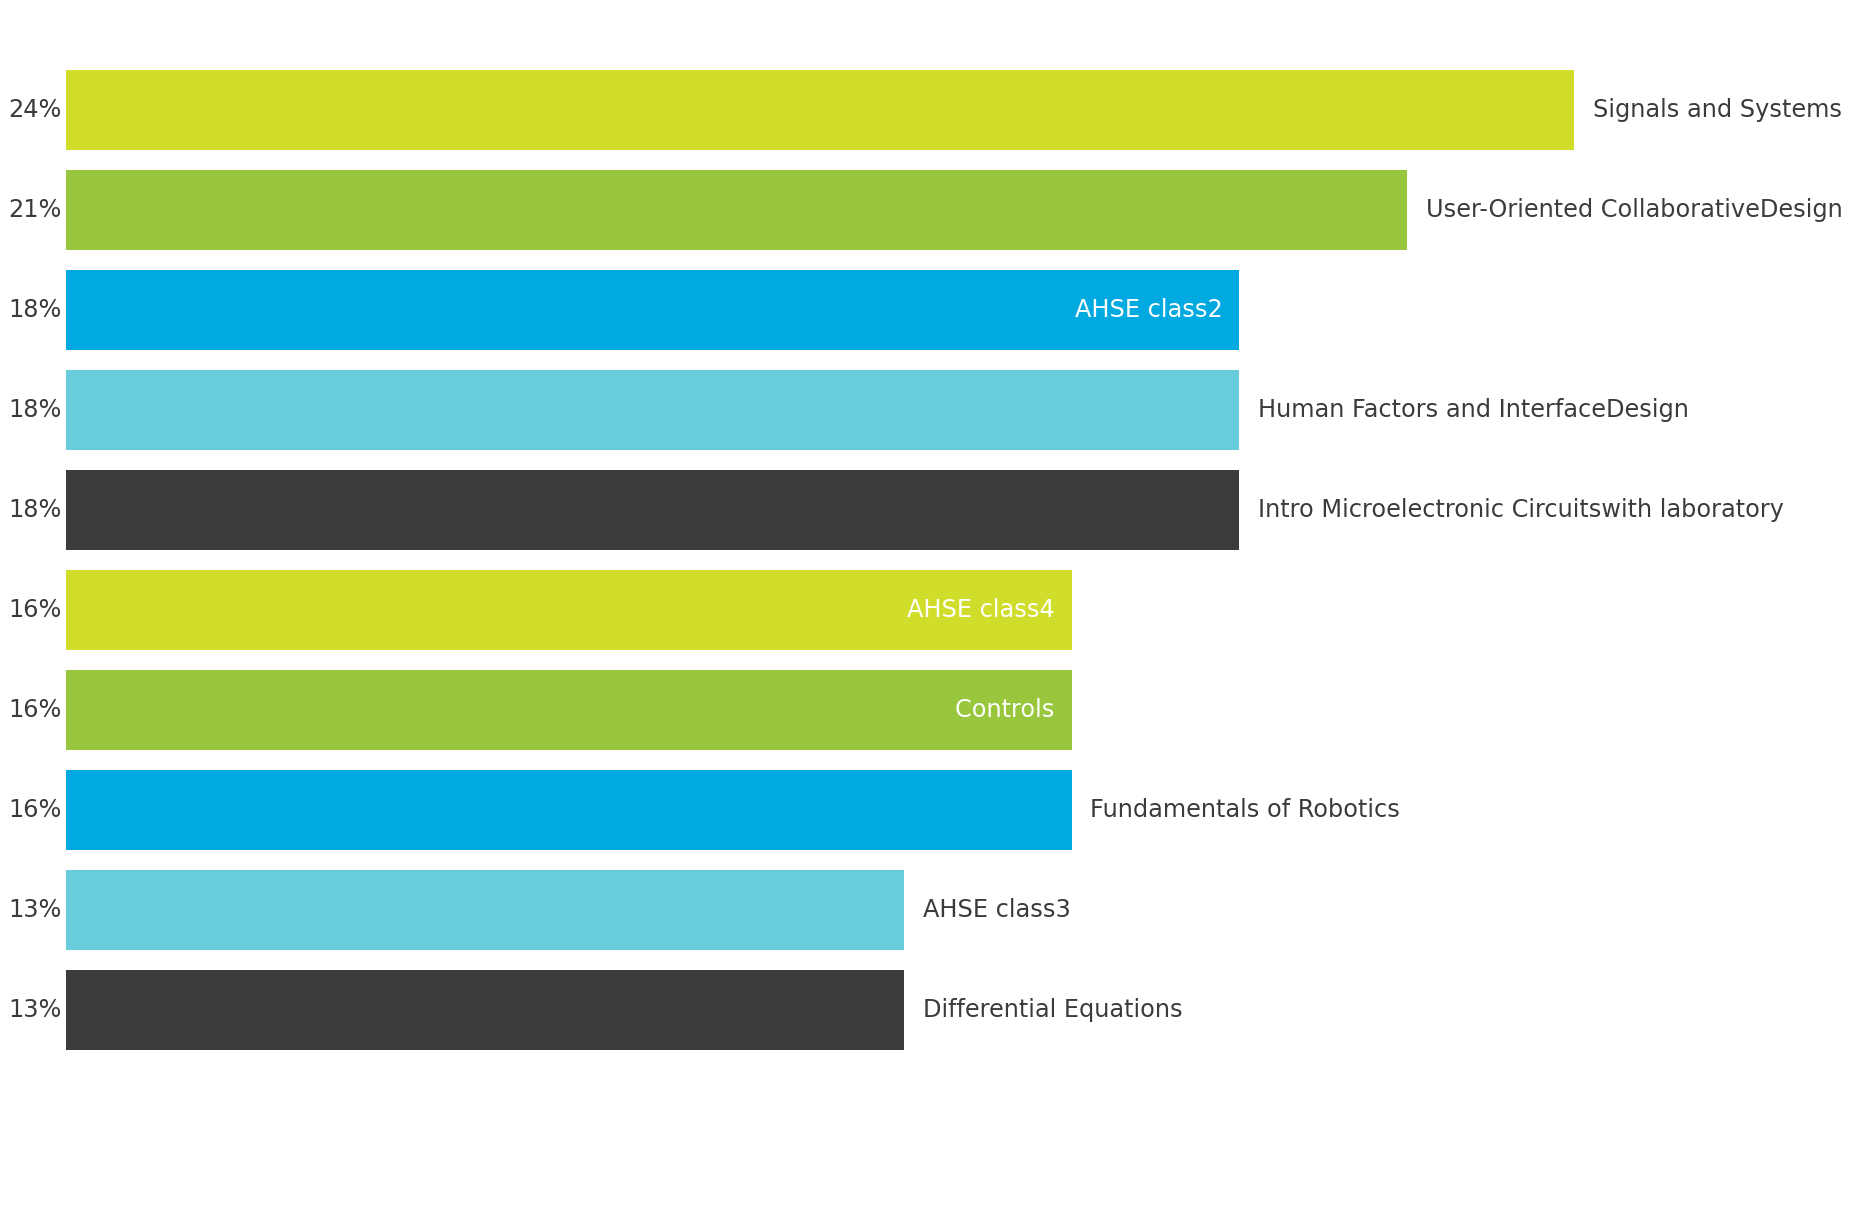 24% Signals and Systems
21% User-Oriented CollaborativeDesign
18% AHSE class2
18% Human Factors and InterfaceDesign
18% Intro Microelectronic Circuitswith laboratory
16% AHSE class4
16% Controls
16% Fundamentals of Robotics
13% AHSE class3
13% Differential Equations